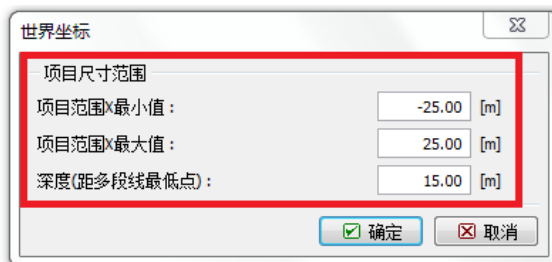 世界坐标
项目尺寸范围
项目范围X最小值： -25.00 [m]
项目范围X最大值： 25.00 [m]
深度(距多段线最低点)： 15.00 [m]
确定 取消